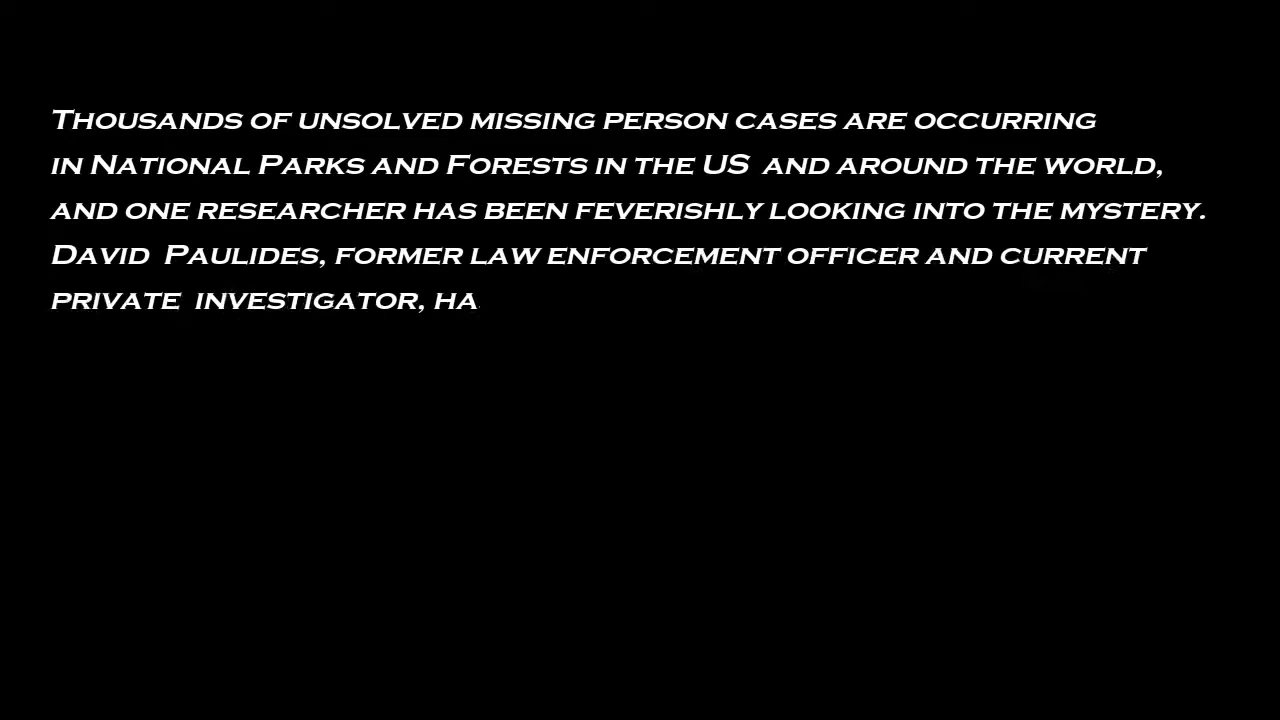 Thousands of unsolved missing person cases are occurring
in National Parks and Forests in the US and around the world,
and one researcher has been feverishly looking into the mystery.
David Paulides, former law enforcement officer and current
private investigator, ha